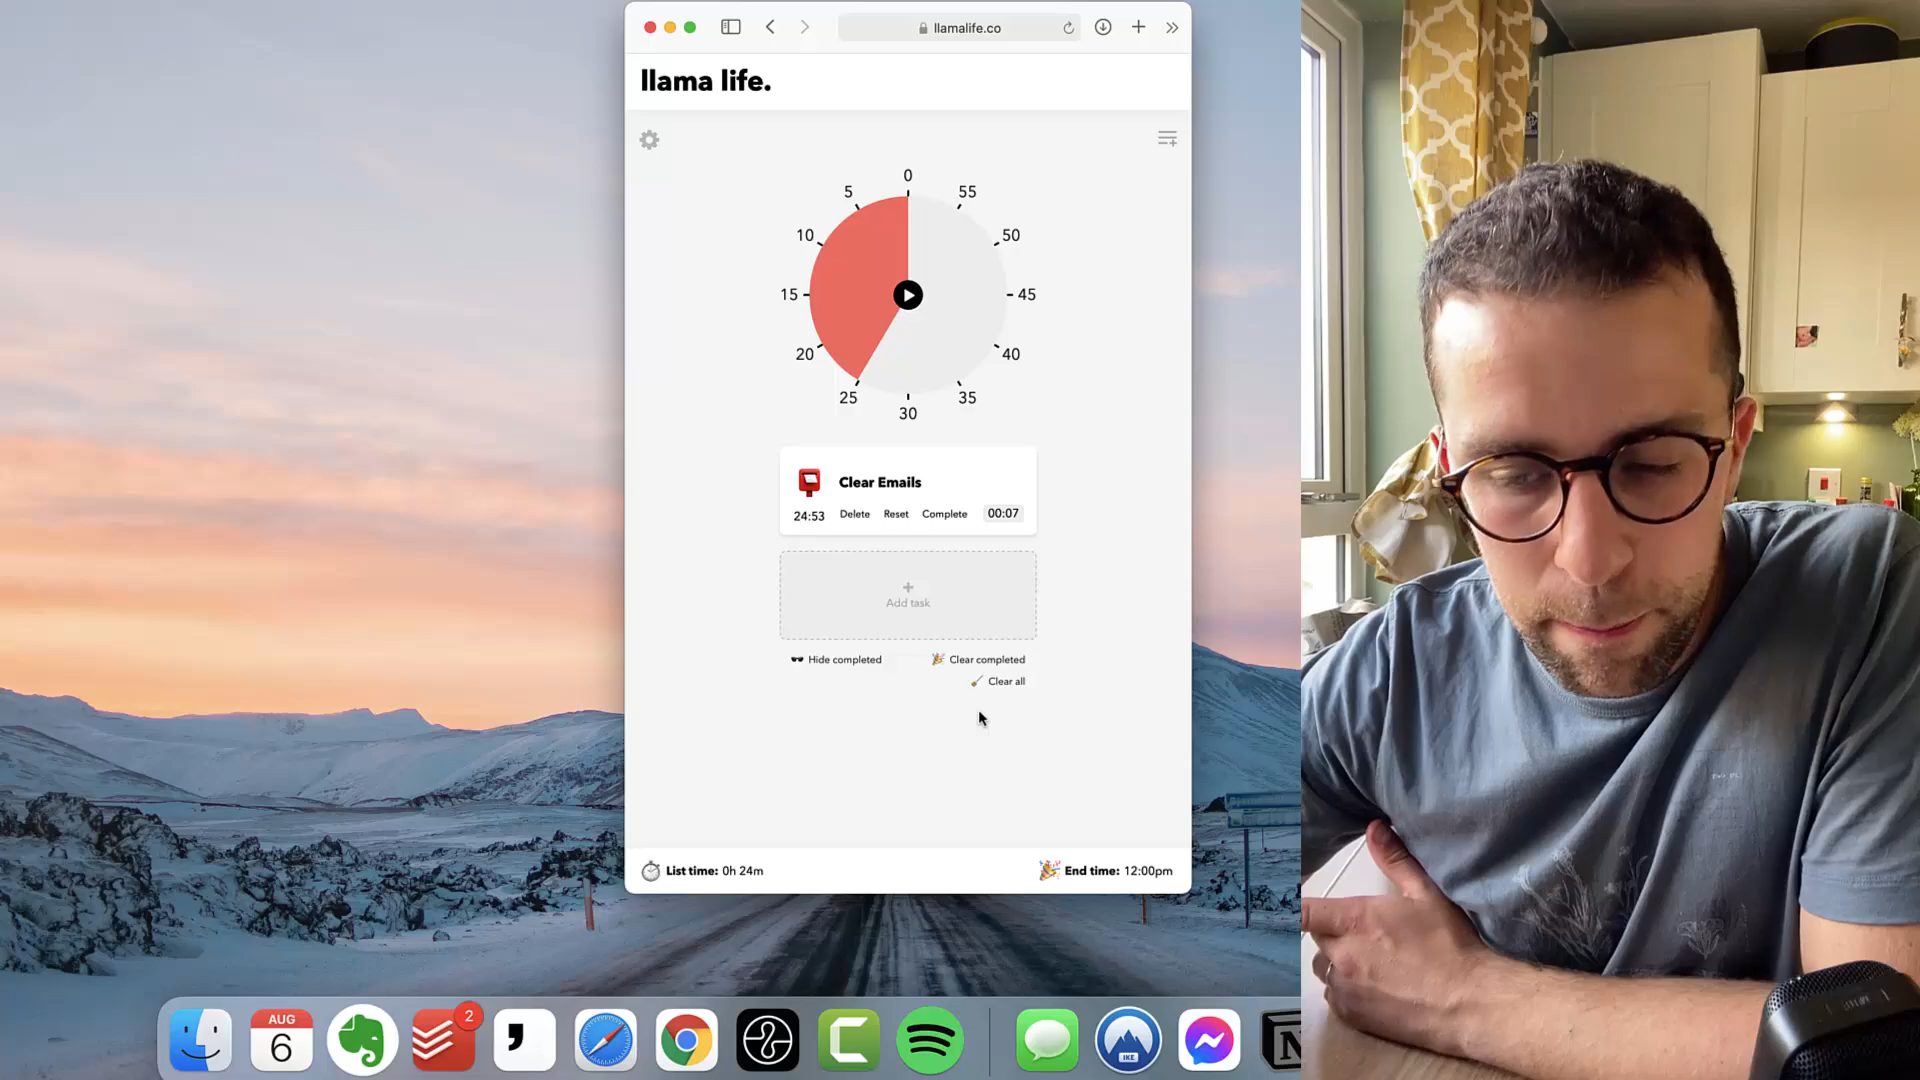 llamalife.co
llama life.
0
5
55
10
50
15
45
20
40
25
35
30
Clear Emails
24:53 Delete Reset Complete 00:07
+
Add task
Hide completed
Clear completed
Clear all
List time: 0h 24m
End time: 12:00pm
AUG
6
2
IKE
N